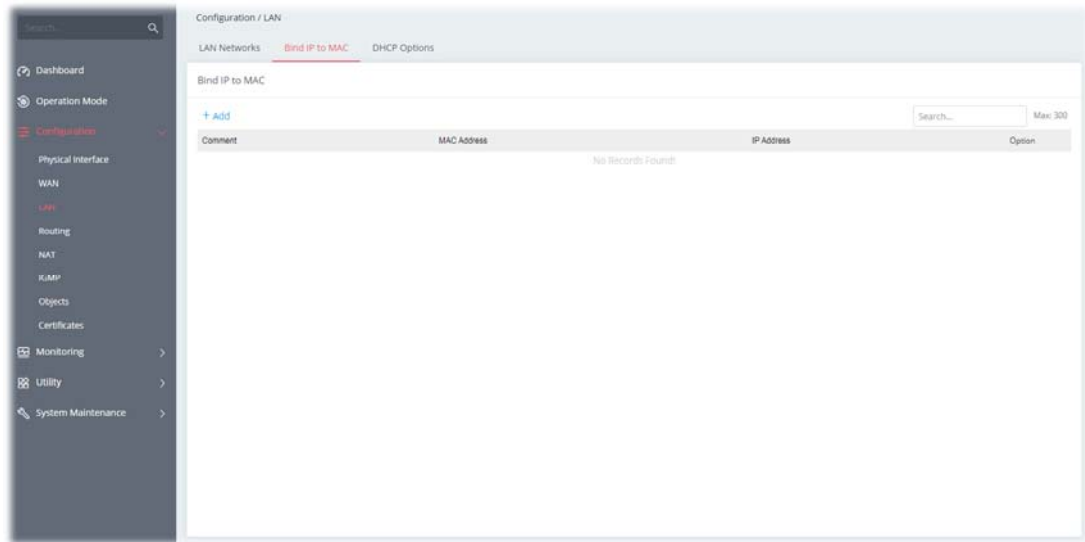 Search...
Dashboard
Operation Mode
Configuration
Physical Interface
WAN
LAN
Routing
NAT
IGMP
Objects
Certificates
Monitoring
Utility
System Maintenance
Configuration / LAN
LAN Networks Bind IP to MAC DHCP Options
Bind IP to MAC
+ Add Search... Max: 300
Comment MAC Address IP Address Option
No Records Found!